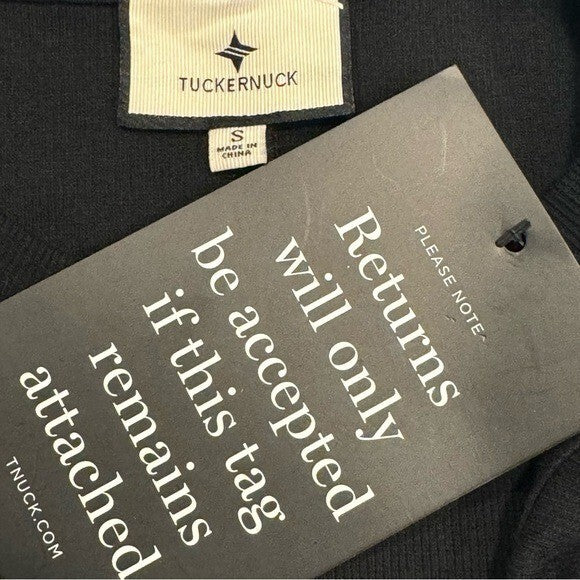 TUCKERNUCK
S
MADE IN
CHINA
PLEASE NOTE
Returns
will only
be accepted
if this tag
remains
attached
TNUCK.COM